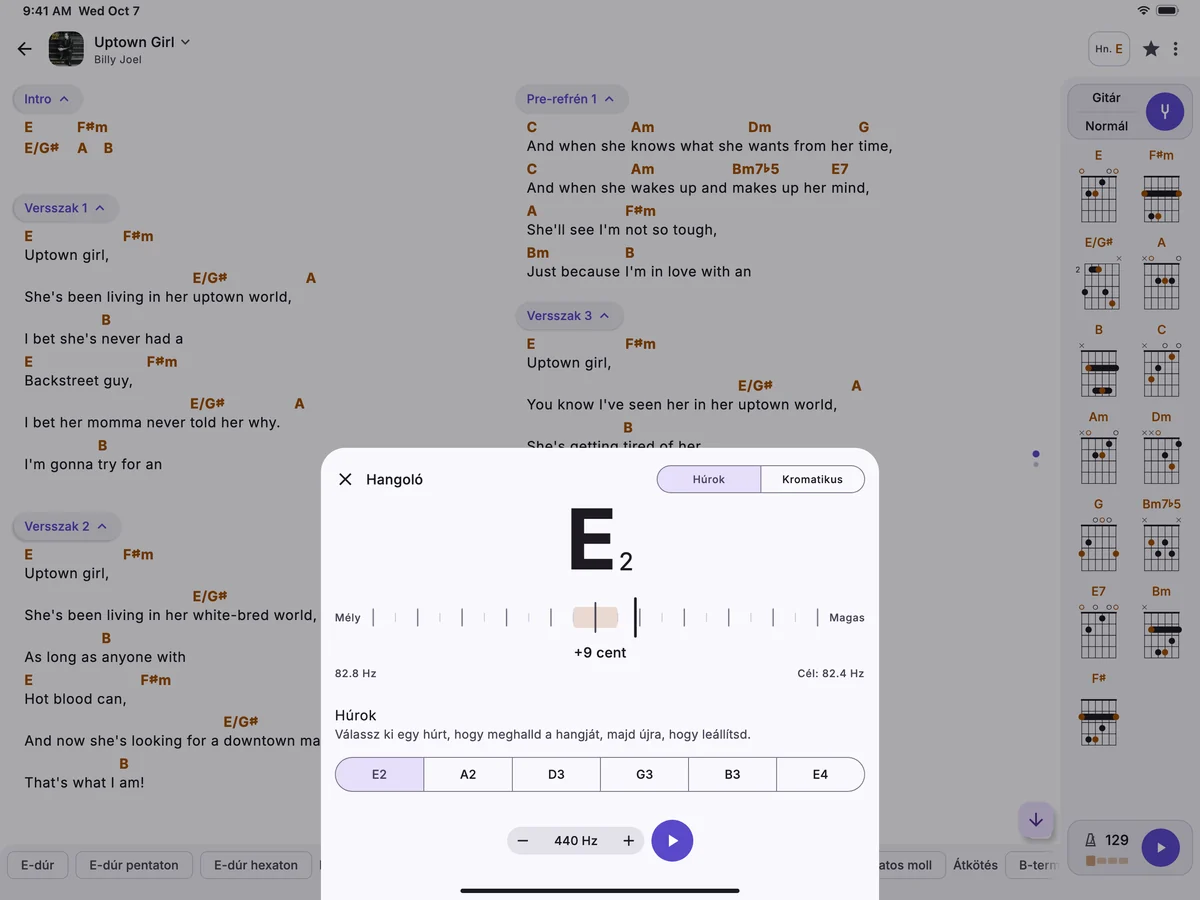 9:41 AM Wed Oct 7
Uptown Girl
Billy Joel
Hn. E
Intro
E F#m
E/G# A B
Versszak 1
E F#m
Uptown girl,
E/G# A
She's been living in her uptown world,
B
I bet she's never had a
E F#m
Backstreet guy,
E/G# A
I bet her momma never told her why.
B
I'm gonna try for an
Versszak 2
E F#m
Uptown girl,
E/G#
She's been living in her white-bred world,
B
As long as anyone with
E F#m
Hot blood can,
E/G#
And now she's looking for a downtown ma
B
That's what I am!
Pre-refrén 1
C Am Dm G
And when she knows what she wants from her time,
C Am Bm7♭5 E7
And when she wakes up and makes up her mind,
A F#m
She'll see I'm not so tough,
Bm B
Just because I'm in love with an
Versszak 3
E F#m
Uptown girl,
E/G# A
You know I've seen her in her uptown world,
B
She's getting tired of her
Gitár
Normál
E F#m
E/G# A
2
B C
Am Dm
G Bm7♭5
E7 Bm
F#
129
Hangoló
Húrok Kromatikus
E2
Mély Magas
+9 cent
82.8 Hz Cél: 82.4 Hz
Húrok
Válassz ki egy húrt, hogy meghalld a hangját, majd újra, hogy leállítsd.
E2 A2 D3 G3 B3 E4
− 440 Hz +
E-dúr E-dúr pentaton E-dúr hexaton atos moll Átkötés B-term